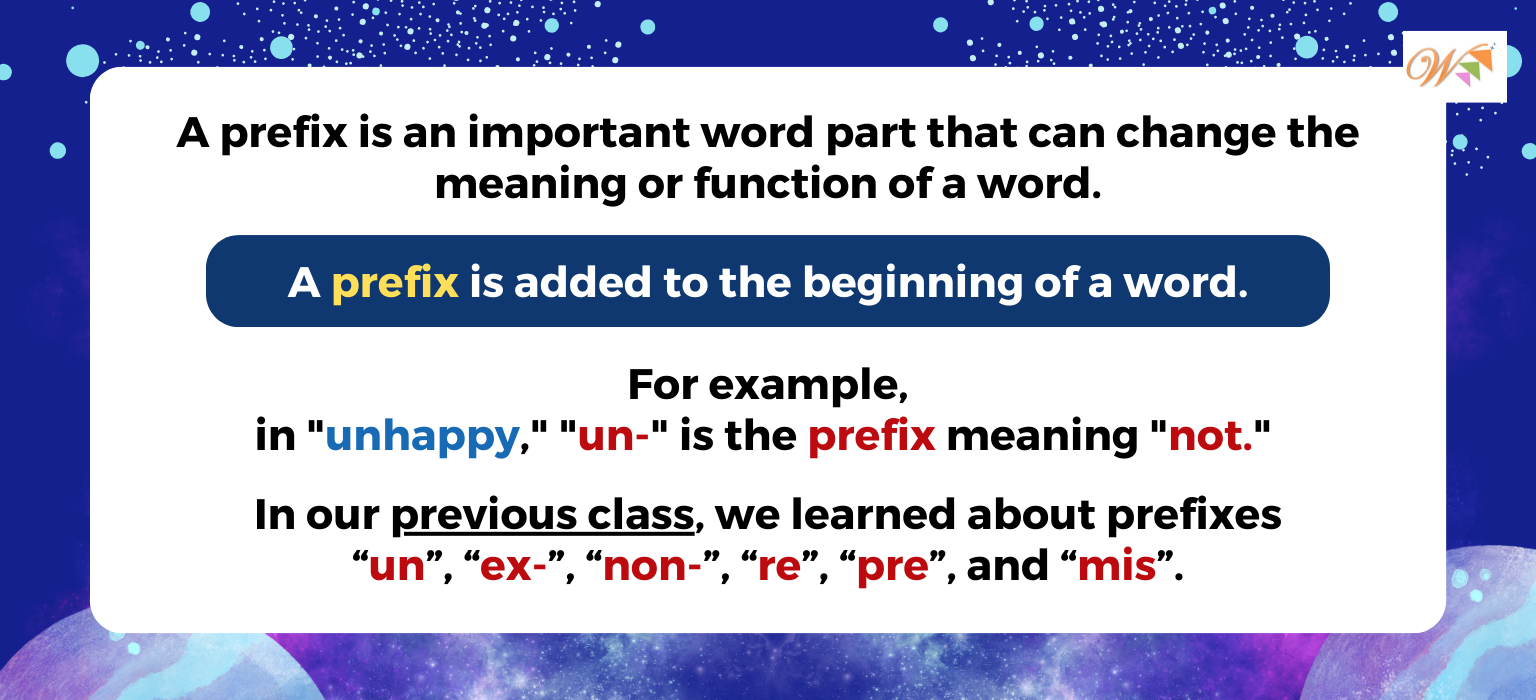 W
A prefix is an important word part that can change the
meaning or function of a word.
A prefix is added to the beginning of a word.
For example,
in "unhappy," "un-" is the prefix meaning "not."
In our previous class, we learned about prefixes
“un”, “ex-”, “non-”, “re”, “pre”, and “mis”.